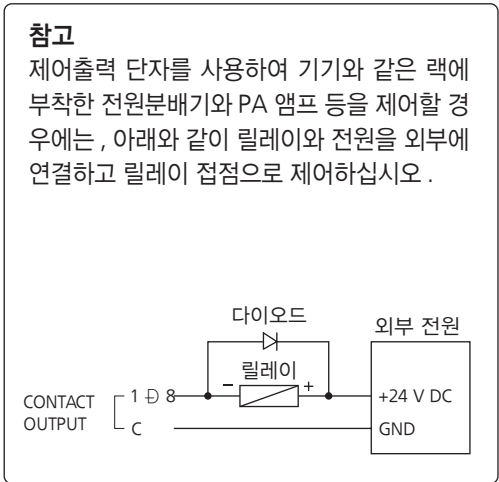 참고
제어출력 단자를 사용하여 기기와 같은 랙에
부착한 전원분배기와 PA 앰프 등을 제어할 경
우에는 , 아래와 같이 릴레이와 전원을 외부에
연결하고 릴레이 접점으로 제어하십시오 .
다이오드
외부 전원
릴레이
- +
CONTACT OUTPUT
1 Ð 8
+24 V DC
C
GND